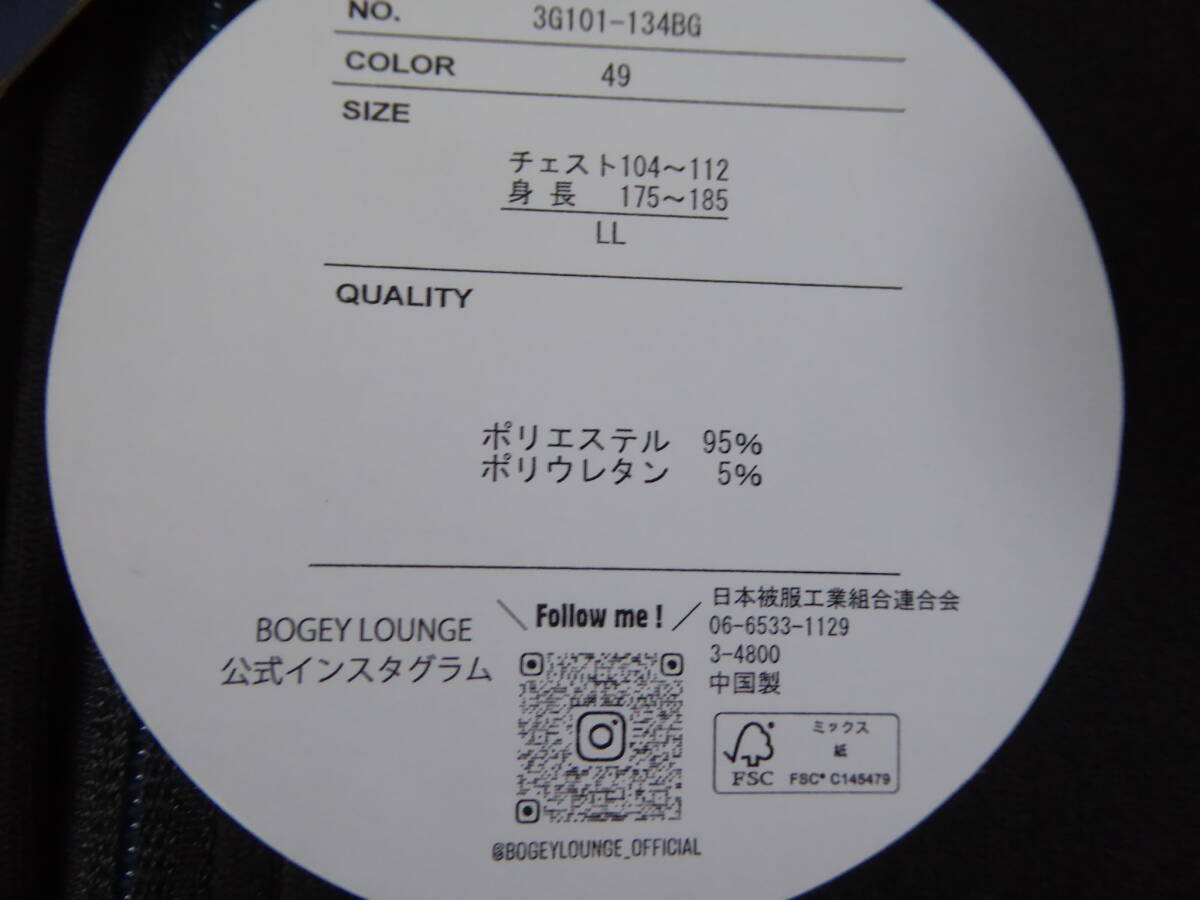 NO. 3G101-134BG
COLOR 49
SIZE
チェスト104～112
身長 175～185
LL
QUALITY
ポリエステル 95%
ポリウレタン 5%
BOGEY LOUNGE
公式インスタグラム
\ Follow me! /
@BOGEYLOUNGE_OFFICIAL
日本被服工業組合連合会
06-6533-1129
3-4800
中国製
FSC
ミックス
紙
FSC® C145479